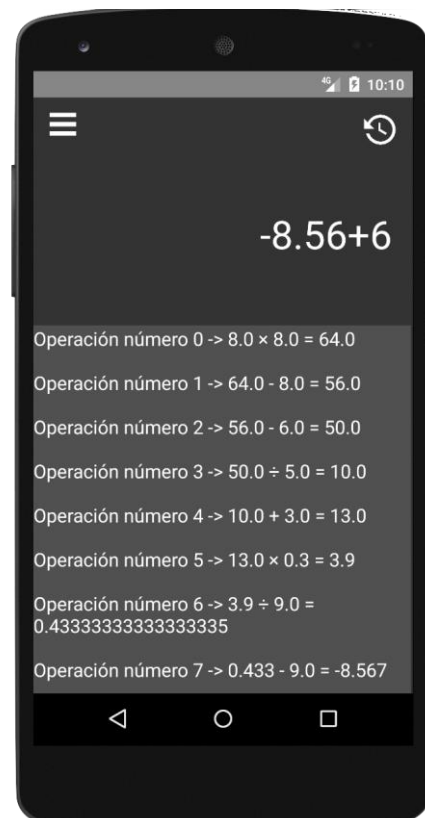 4G 10:10
-8.56+6
Operación número 0 -> 8.0 × 8.0 = 64.0
Operación número 1 -> 64.0 - 8.0 = 56.0
Operación número 2 -> 56.0 - 6.0 = 50.0
Operación número 3 -> 50.0 ÷ 5.0 = 10.0
Operación número 4 -> 10.0 + 3.0 = 13.0
Operación número 5 -> 13.0 × 0.3 = 3.9
Operación número 6 -> 3.9 ÷ 9.0 =
0.43333333333333335
Operación número 7 -> 0.433 - 9.0 = -8.567